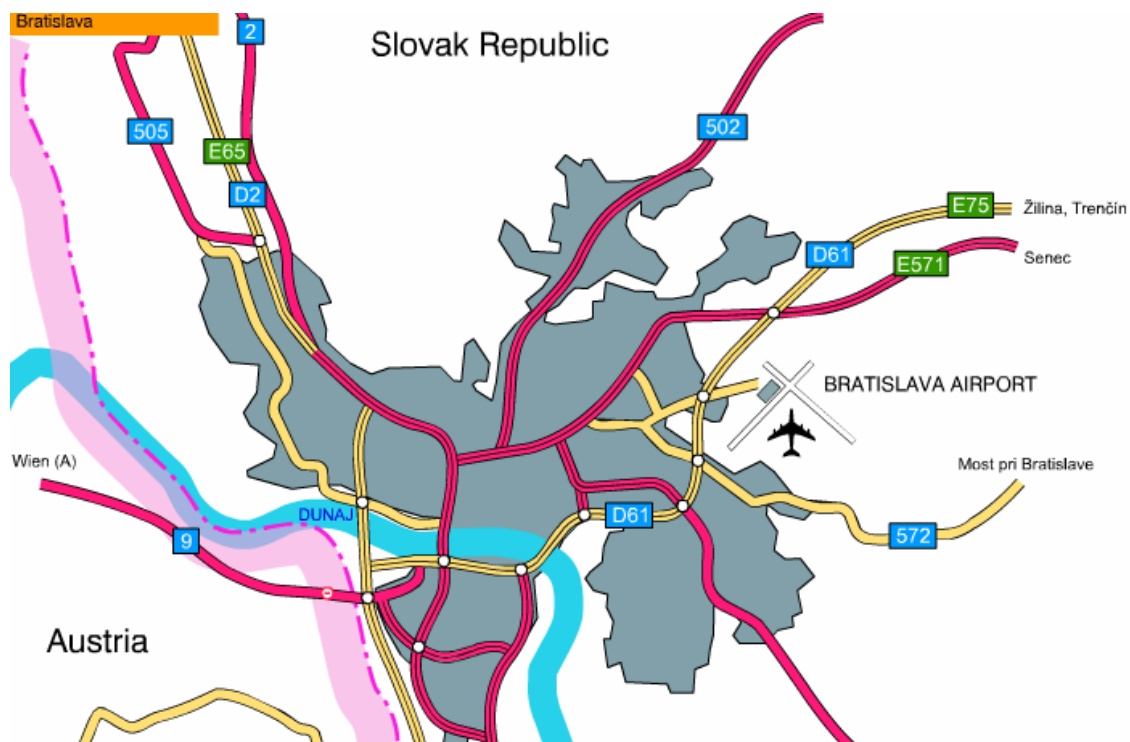 Bratislava
2
Slovak Republic
505
502
E65
D2
E75
Žilina, Trenčín
D61
Senec
E571
BRATISLAVA AIRPORT
Wien (A)
Most pri Bratislave
DUNAJ
D61
9
572
Austria